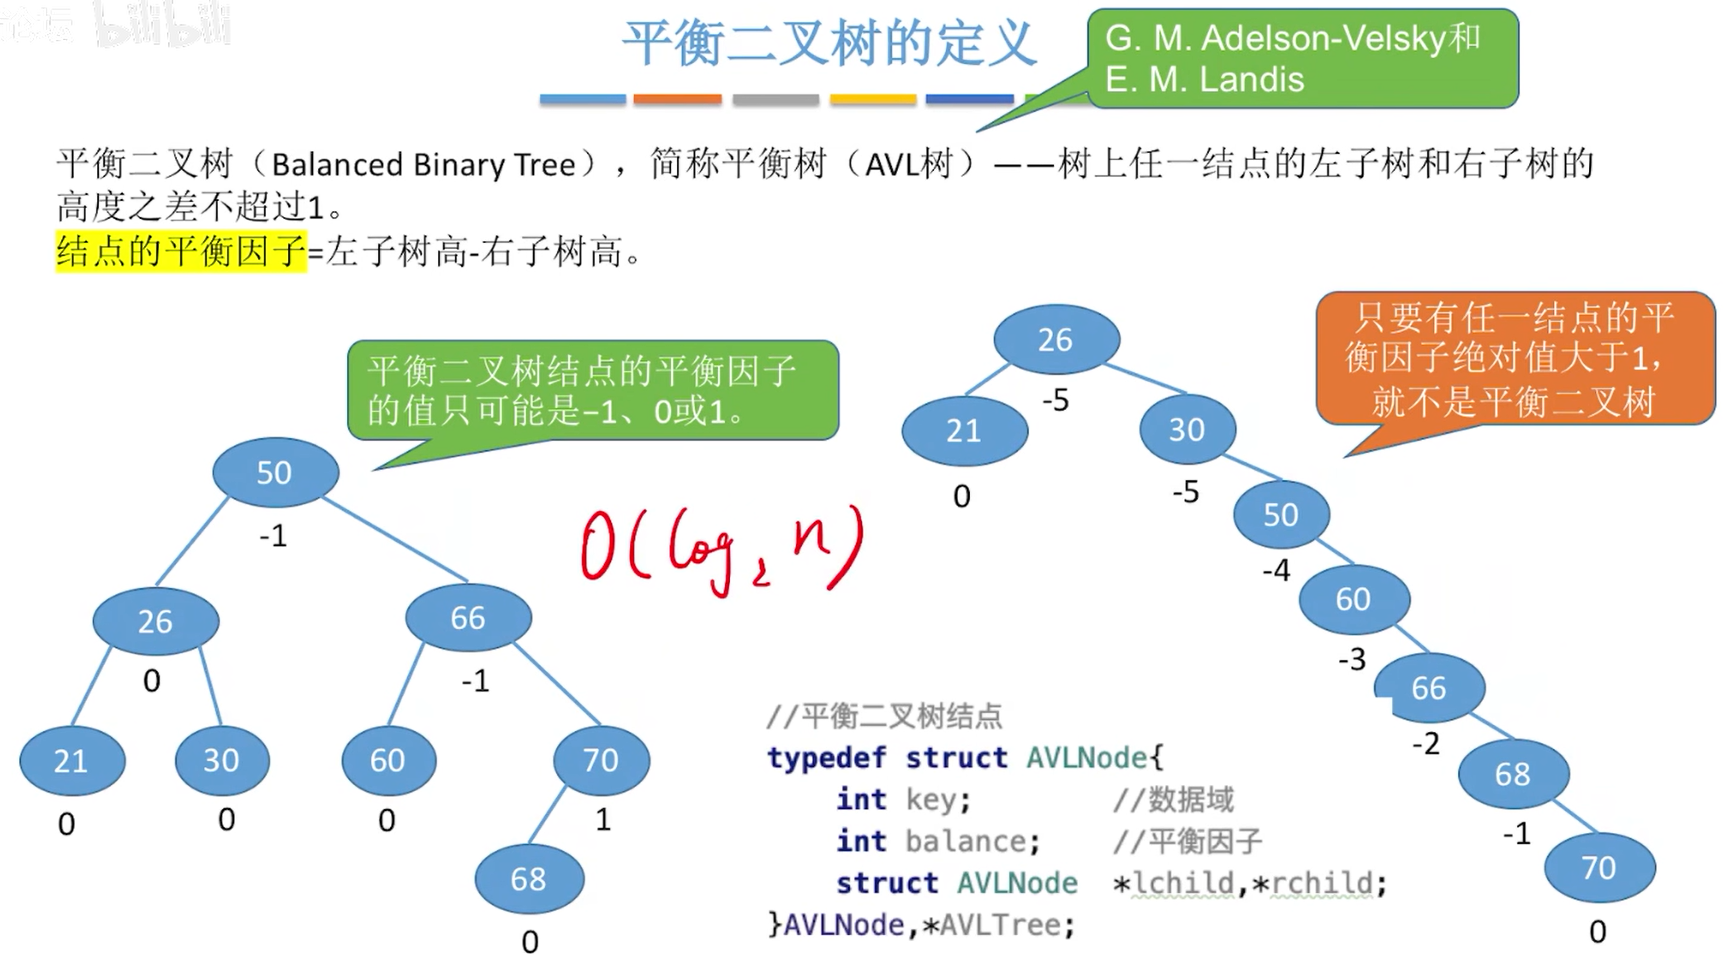 论坛 bilibili
平衡二叉树的定义
G. M. Adelson-Velsky和
E. M. Landis
平衡二叉树（Balanced Binary Tree），简称平衡树（AVL树）——树上任一结点的左子树和右子树的
高度之差不超过1。
结点的平衡因子=左子树高-右子树高。
平衡二叉树结点的平衡因子
的值只可能是−1、0或1。
50
-1
26
0
66
-1
21
0
30
0
60
0
70
1
68
0
O(log₂n)
只要有任一结点的平
衡因子绝对值大于1，
就不是平衡二叉树
26
-5
21
0
30
-5
50
-4
60
-3
66
-2
68
-1
70
0
//平衡二叉树结点
typedef struct AVLNode{
int key; //数据域
int balance; //平衡因子
struct AVLNode *lchild,*rchild;
}AVLNode,*AVLTree;